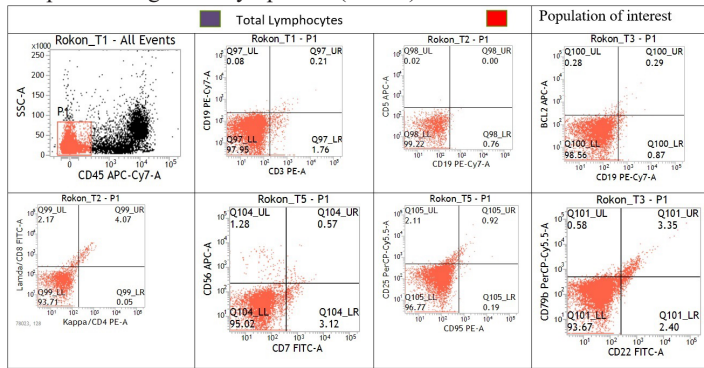 Total Lymphocytes
Population of interest
Rokon_T1 - All Events
x1000
250
200
150
100
50
0
SSC-A
P1
0
10³
10⁴
10⁵
CD45 APC-Cy7-A
Rokon_T1 - P1
Q97_UL
0.08
Q97_UR
0.21
CD19 PE-Cy7-A
Q97_LL
97.95
Q97_LR
1.76
CD3 PE-A
Rokon_T2 - P1
Q98_UL
0.02
Q98_UR
0.00
CD5 APC-A
Q98_LL
99.22
Q98_LR
0.76
CD19 PE-Cy7-A
Rokon_T3 - P1
Q100_UL
0.28
Q100_UR
0.29
BCL2 APC-A
Q100_LL
98.56
Q100_LR
0.87
CD19 PE-Cy7-A
Rokon_T2 - P1
Q99_UL
2.17
Q99_UR
4.07
Lamda/CD8 FITC-A
Q99_LL
93.71
Q99_LR
0.05
Kappa/CD4 PE-A
Rokon_T5 - P1
Q104_UL
1.28
Q104_UR
0.57
CD56 APC-A
Q104_LL
95.02
Q104_LR
3.12
CD7 FITC-A
Rokon_T5 - P1
Q105_UL
2.11
Q105_UR
0.92
CD25 PerCP-Cy5.5-A
Q105_LL
96.77
Q105_LR
0.19
CD95 PE-A
Rokon_T3 - P1
Q101_UL
0.58
Q101_UR
3.35
CD79b PerCP-Cy5.5-A
Q101_LL
93.67
Q101_LR
2.40
CD22 FITC-A